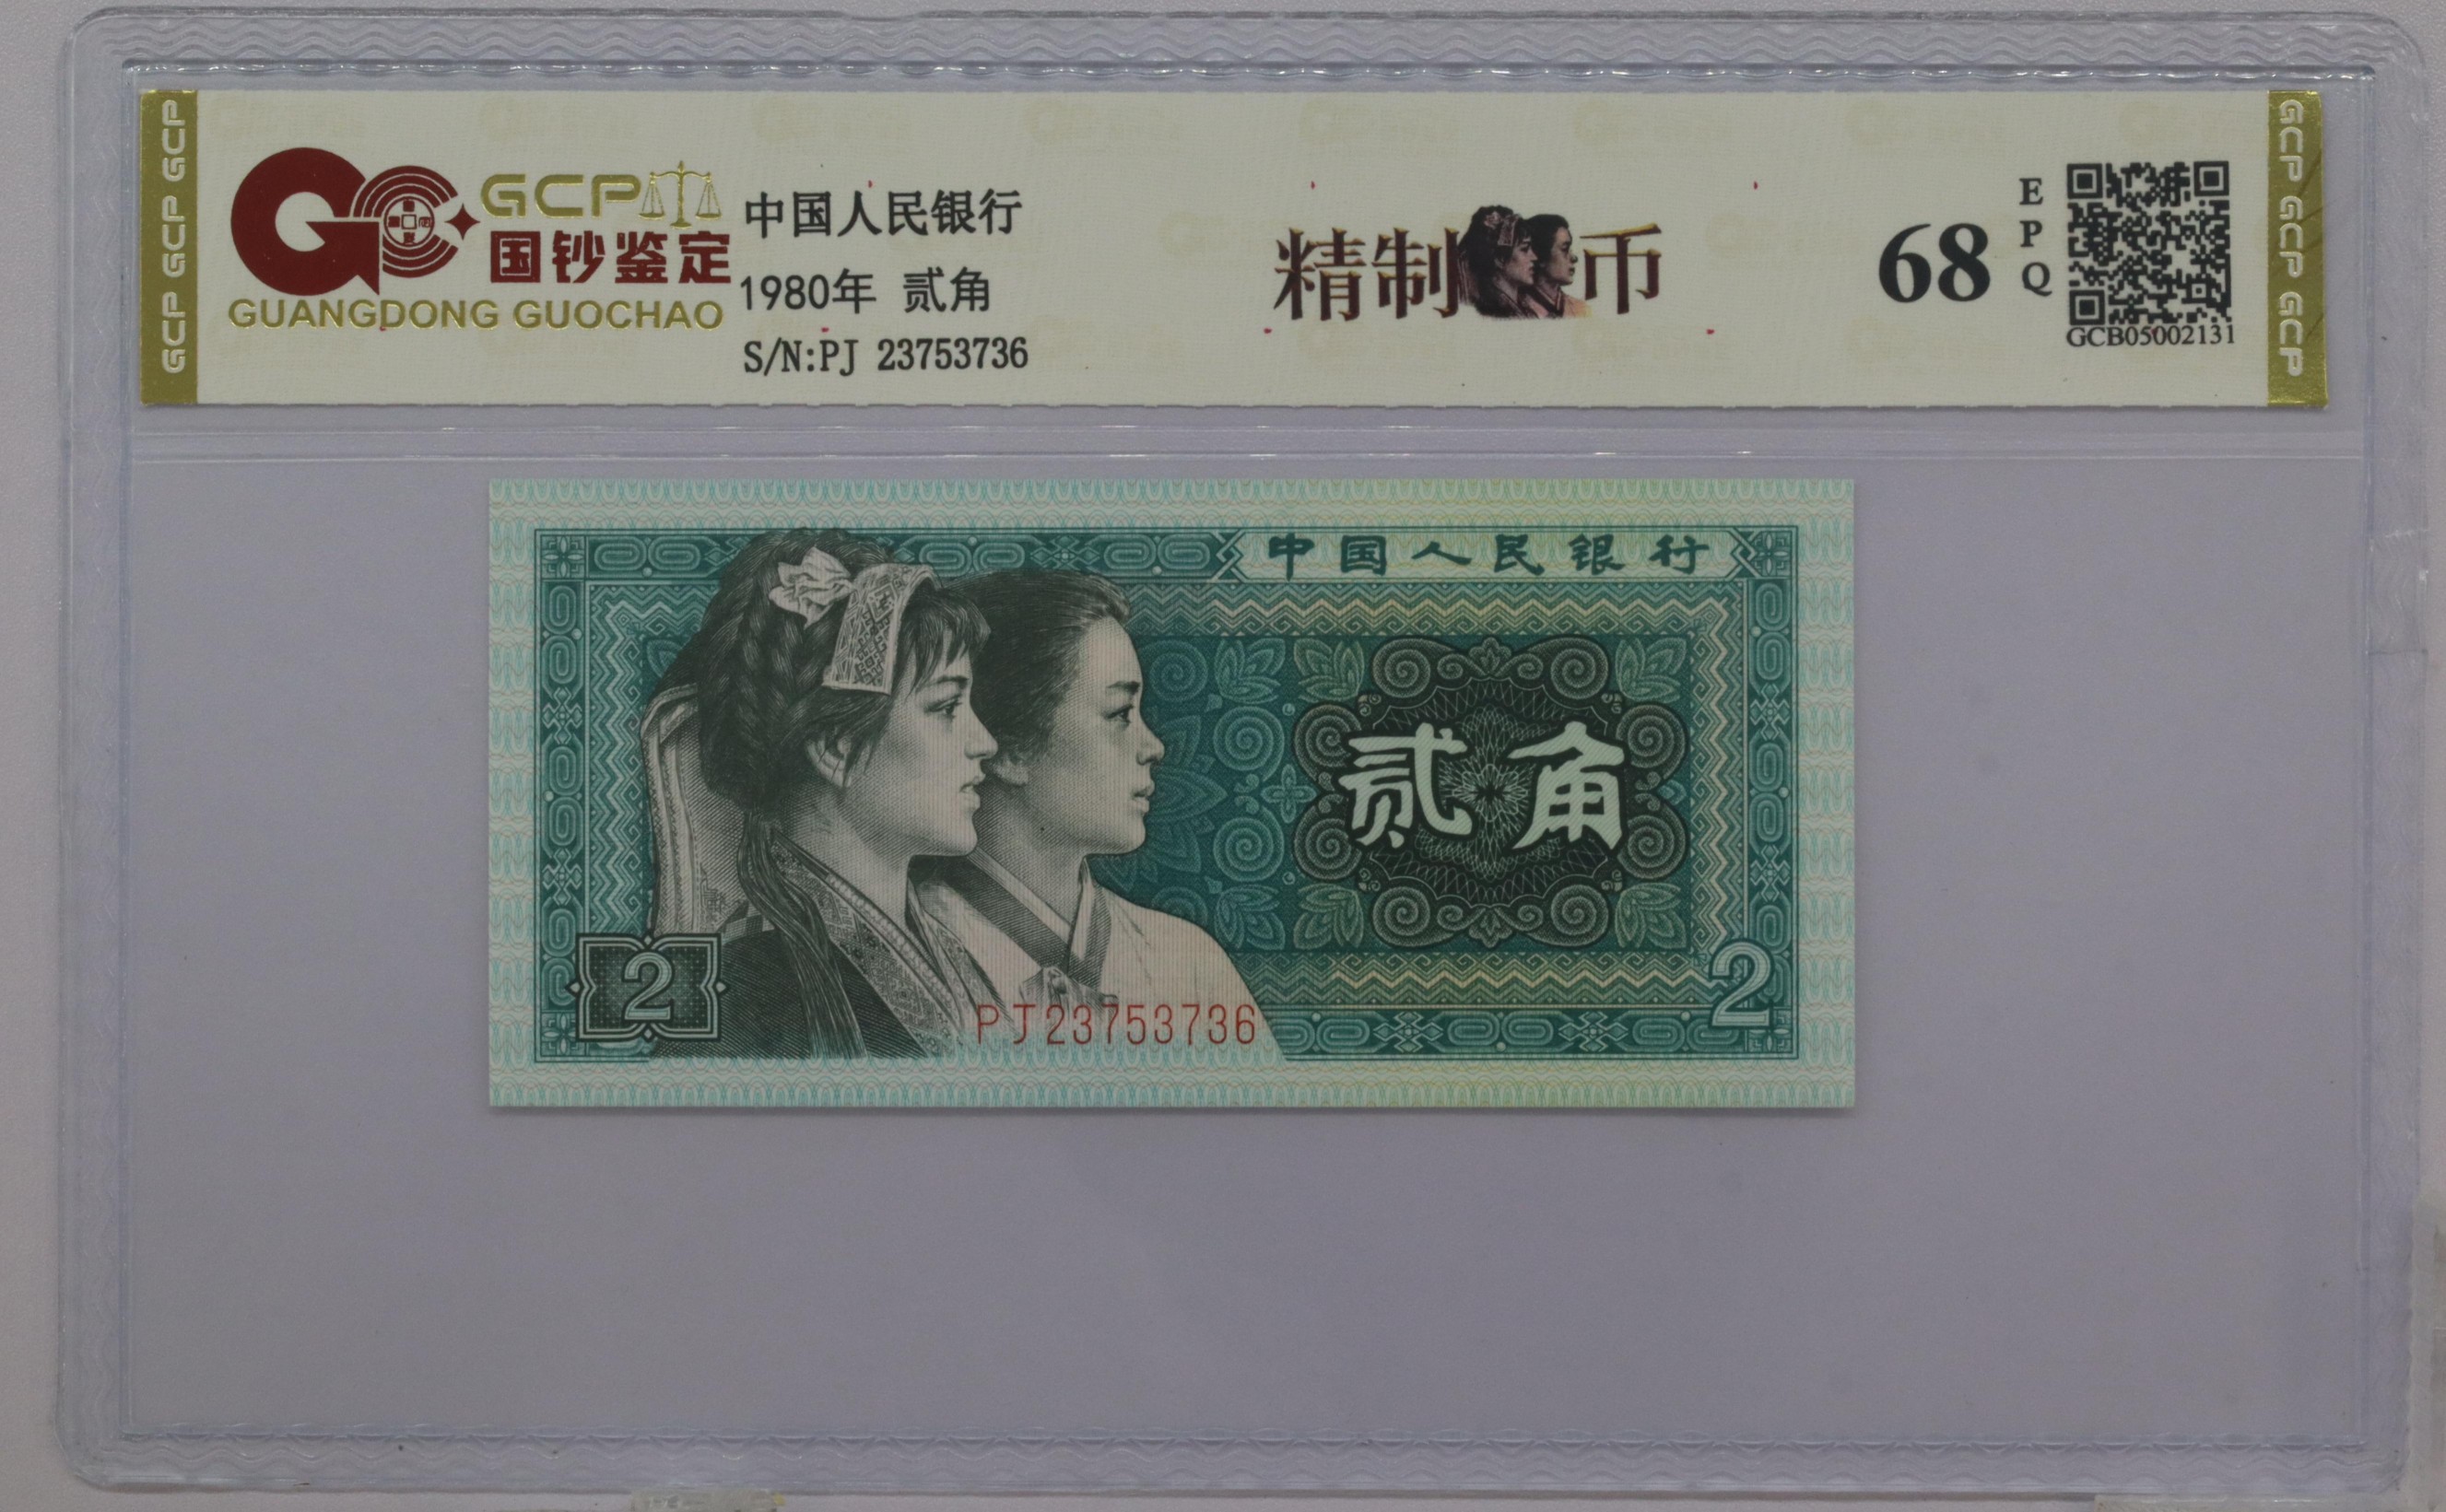 GCP GCP GCP
GCP
国钞鉴定
GUANGDONG GUOCHAO
中国人民银行
1980年 贰角
S/N:PJ 23753736
精制币
68
EPQ
GCB05002131
GCP GCP GCP GCP
中国人民银行
贰角
2
PJ23753736
2